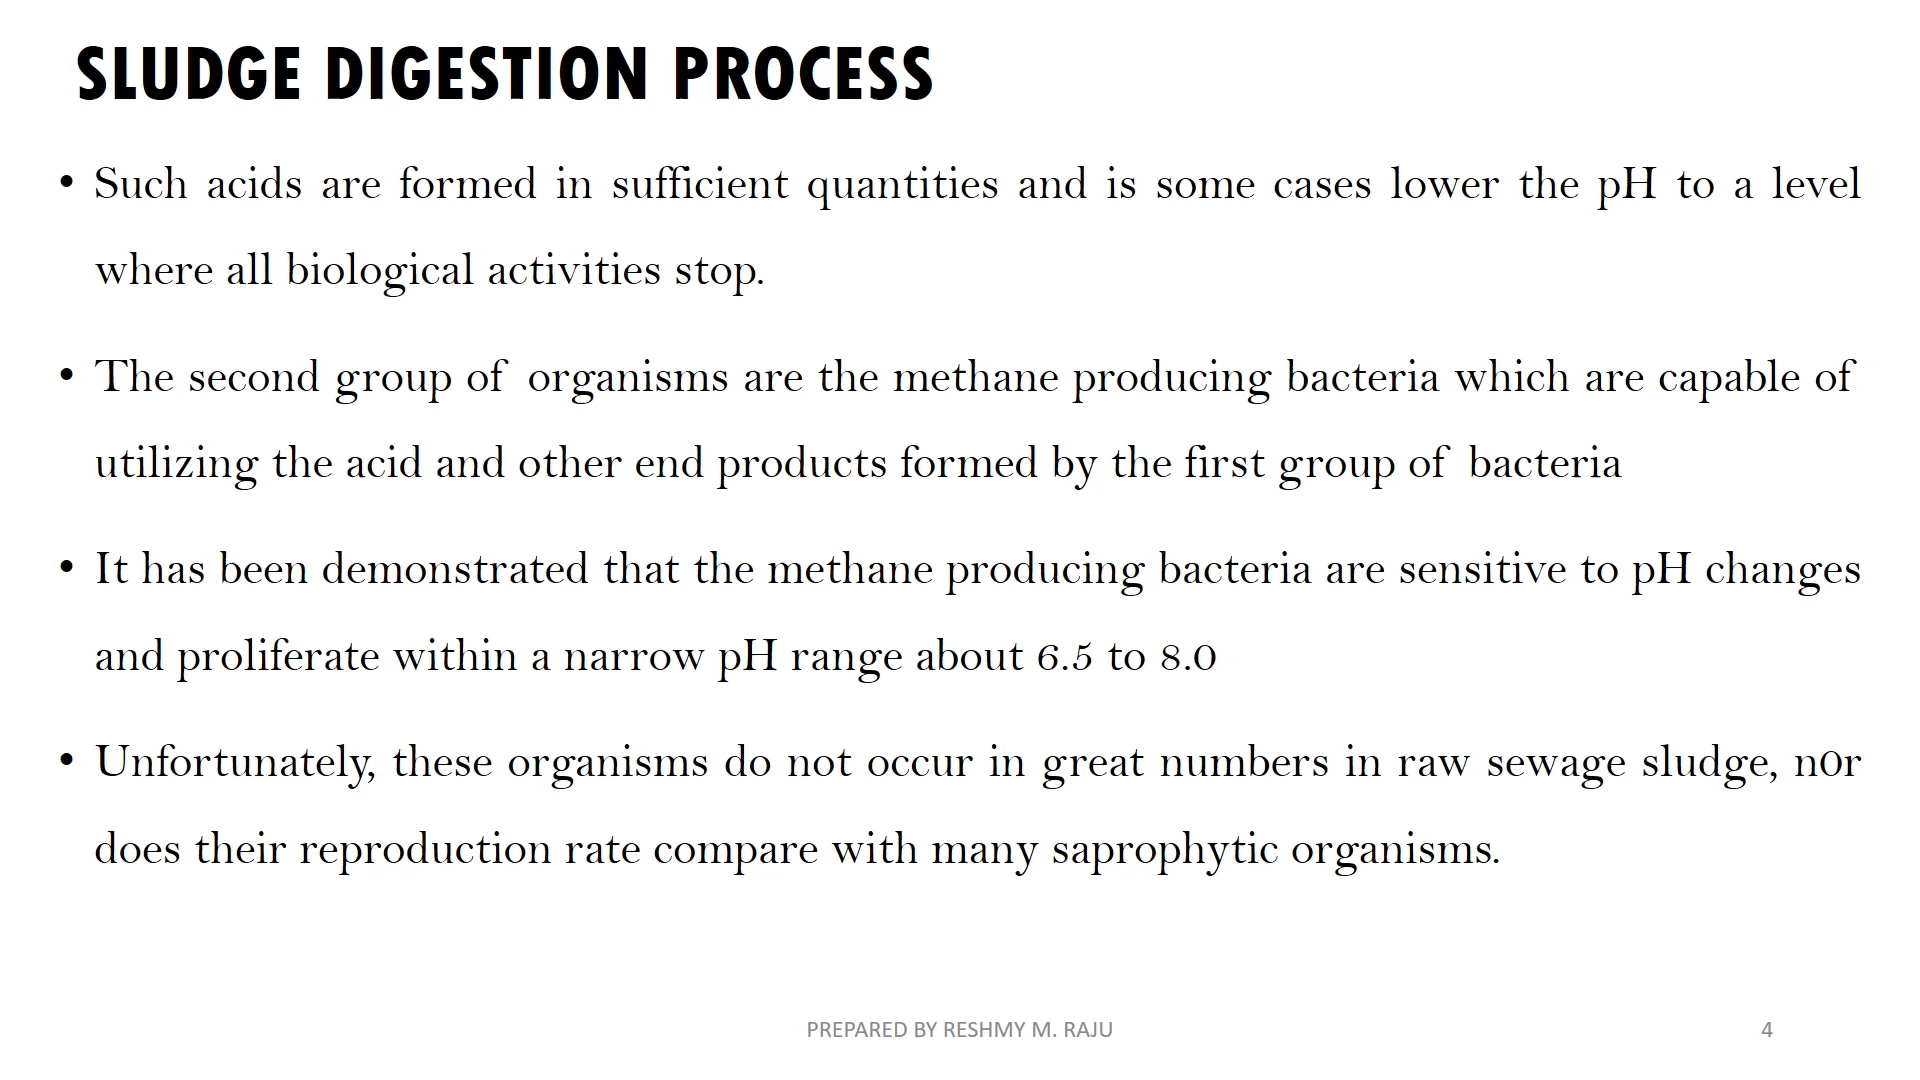 SLUDGE DIGESTION PROCESS
• Such acids are formed in sufficient quantities and is some cases lower the pH to a level
where all biological activities stop.
• The second group of organisms are the methane producing bacteria which are capable of
utilizing the acid and other end products formed by the first group of bacteria
• It has been demonstrated that the methane producing bacteria are sensitive to pH changes
and proliferate within a narrow pH range about 6.5 to 8.0
• Unfortunately, these organisms do not occur in great numbers in raw sewage sludge, n0r
does their reproduction rate compare with many saprophytic organisms.
PREPARED BY RESHMY M. RAJU
4